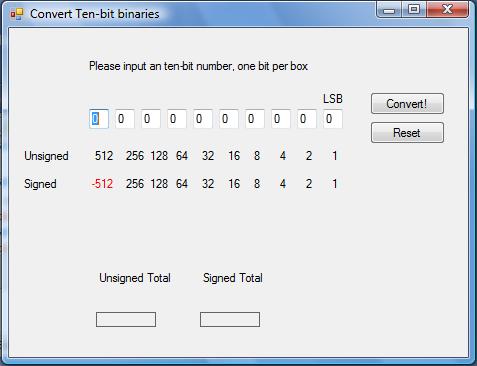 Convert Ten-bit binaries
Please input an ten-bit number, one bit per box
LSB
0 0 0 0 0 0 0 0 0 0
Convert!
Reset
Unsigned 512 256 128 64 32 16 8 4 2 1
Signed -512 256 128 64 32 16 8 4 2 1
Unsigned Total Signed Total